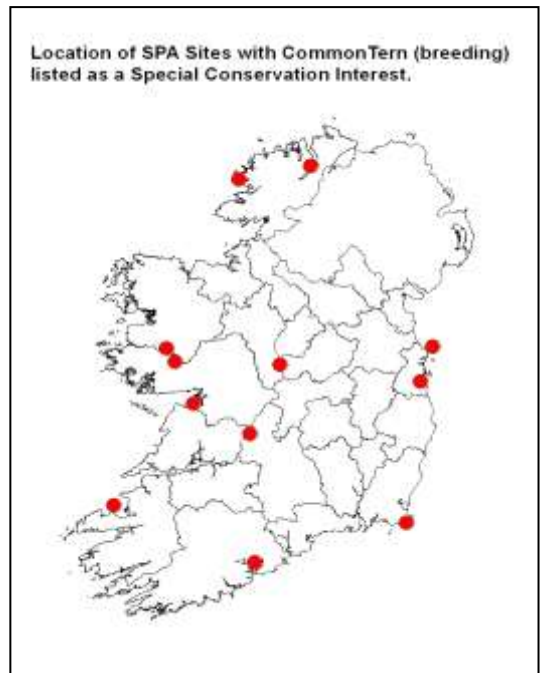 Location of SPA Sites with CommonTern (breeding)
listed as a Special Conservation Interest.